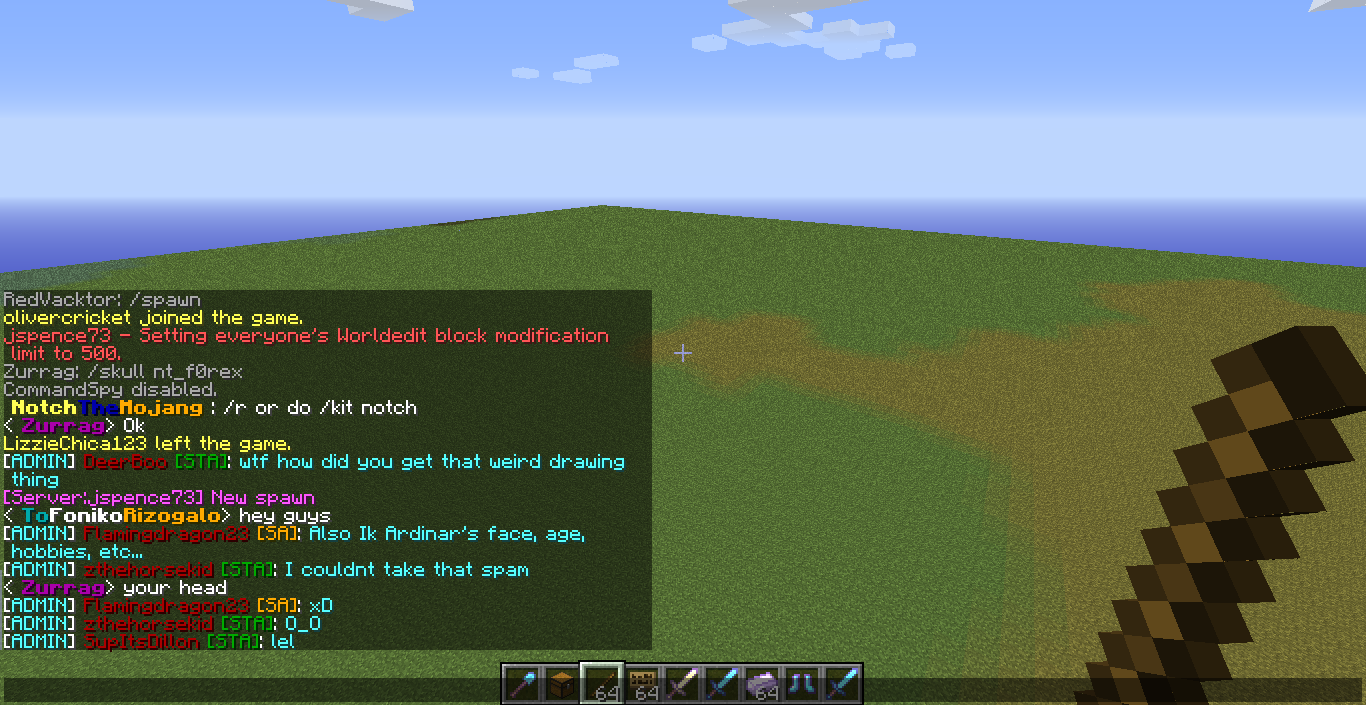 RedVacktor: /spawn
olivercricket joined the game.
jspence73 - Setting everyone's Worldedit block modification
limit to 500.
Zurrag: /skull nt_f0rex
CommandSpy disabled.
NotchTheMojang : /r or do /kit notch
< Zurrag> Ok
LizzieChica123 left the game.
[ADMIN] DeerBoo [STA]: wtf how did you get that weird drawing
thing
[Server:jspence73] New spawn
< ToFonikoRizogalo> hey guys
[ADMIN] Flamingdragon23 [SA]: Also Ik Ardinar's face, age,
hobbies, etc...
[ADMIN] zthehorsekid [STA]: I couldnt take that spam
< Zurrag> your head
[ADMIN] Flamingdragon23 [SA]: xD
[ADMIN] zthehorsekid [STA]: O_O
[ADMIN] SupItsDillon [STA]: lel
64 64 64